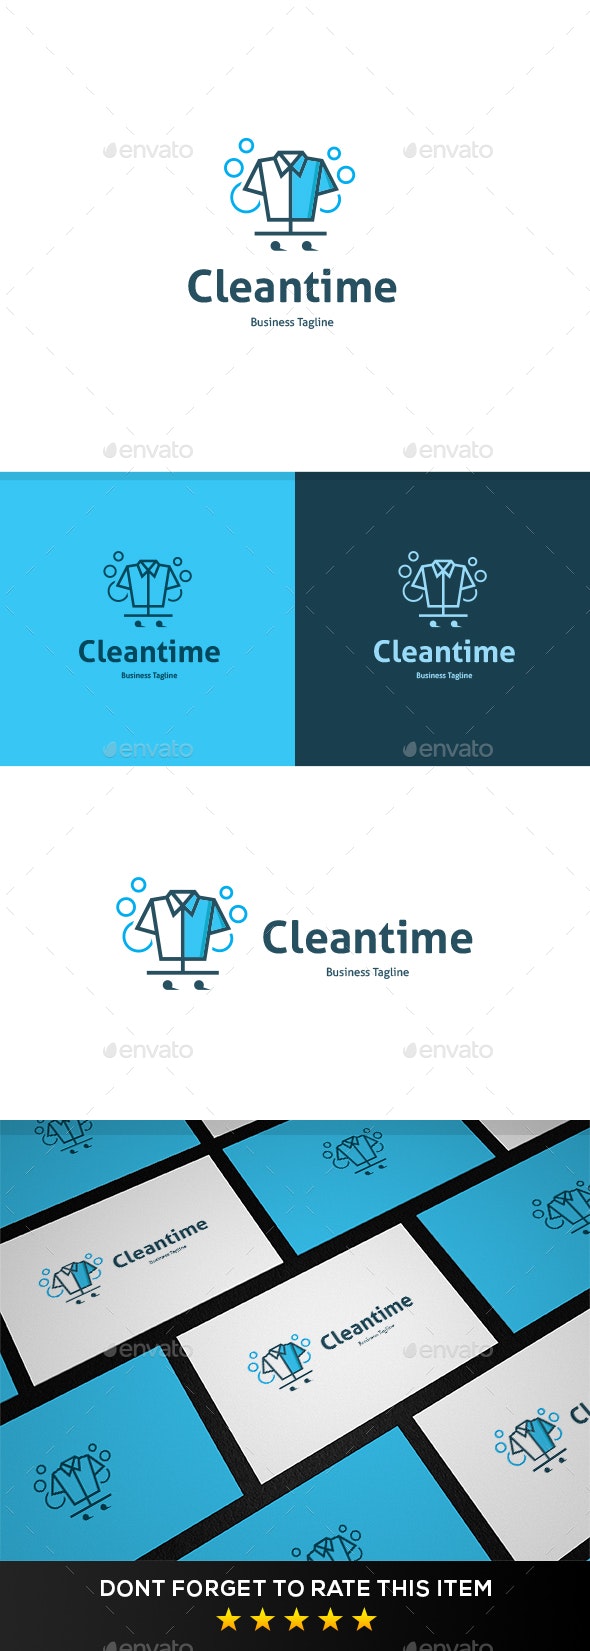 envato envato
Cleantime
Business Tagline
envato envato
Cleantime Cleantime
Business Tagline Business Tagline
envato envato
Cleantime
Business Tagline
envato envato
Cleantime
Business Tagline
Cleantime
Business Tagline
envato envato
Cl
DONT FORGET TO RATE THIS ITEM
envato envato